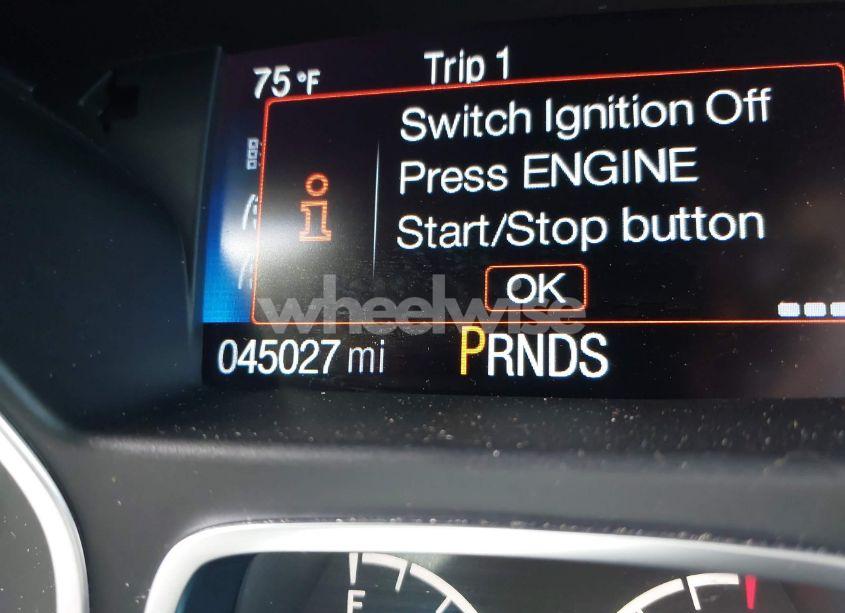 75°F Trip 1
Switch Ignition Off
Press ENGINE
Start/Stop button
i
OK
wheelwise
045027 mi PRNDS
F